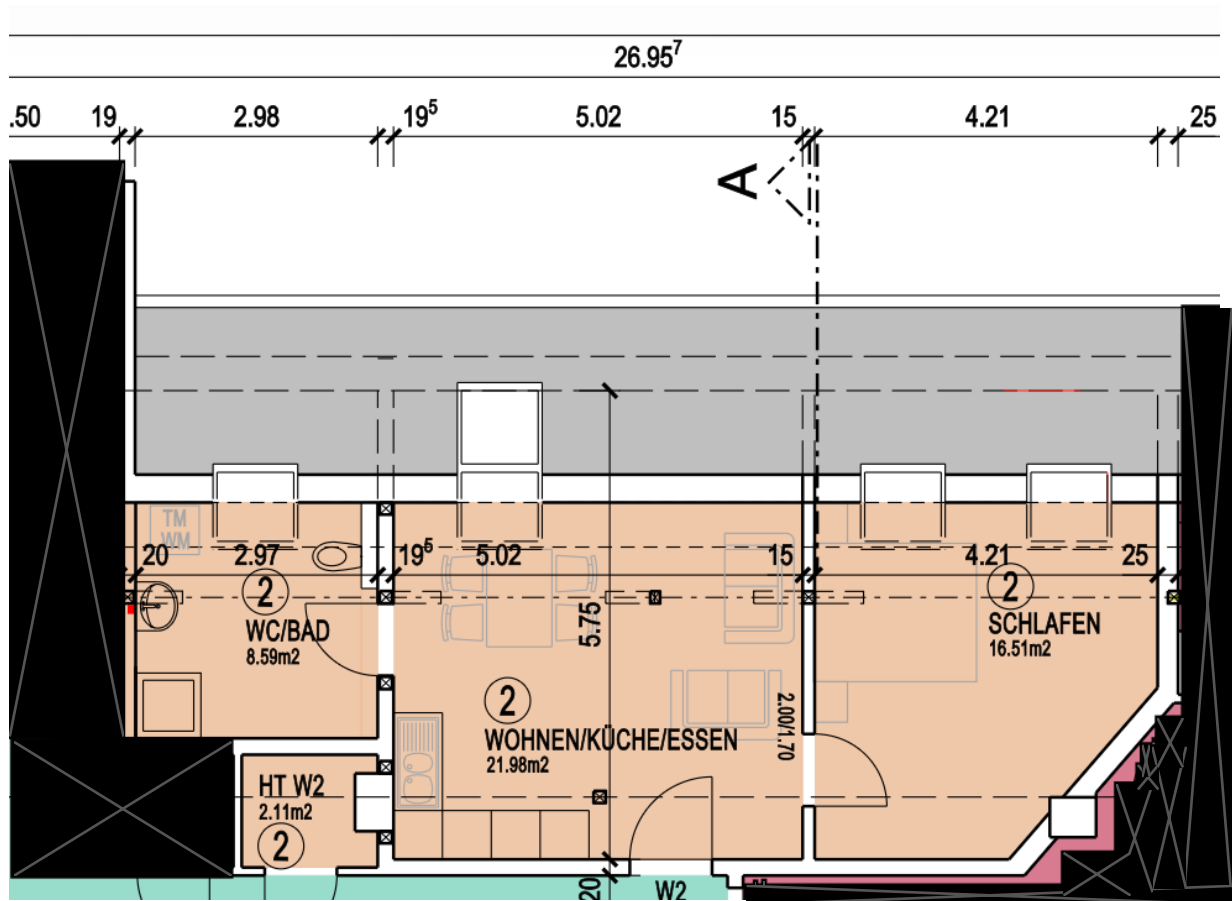 26.95⁷
.50 19 2.98 19⁵ 5.02 15 4.21 25
A
TM
WM
20 2.97 19⁵ 5.02 15 4.21 25
2
WC/BAD
8.59m2
5.75
2
SCHLAFEN
16.51m2
2
WOHNEN/KÜCHE/ESSEN
21.98m2
2.00/1.70
HT W2
2.11m2
2
20
W2